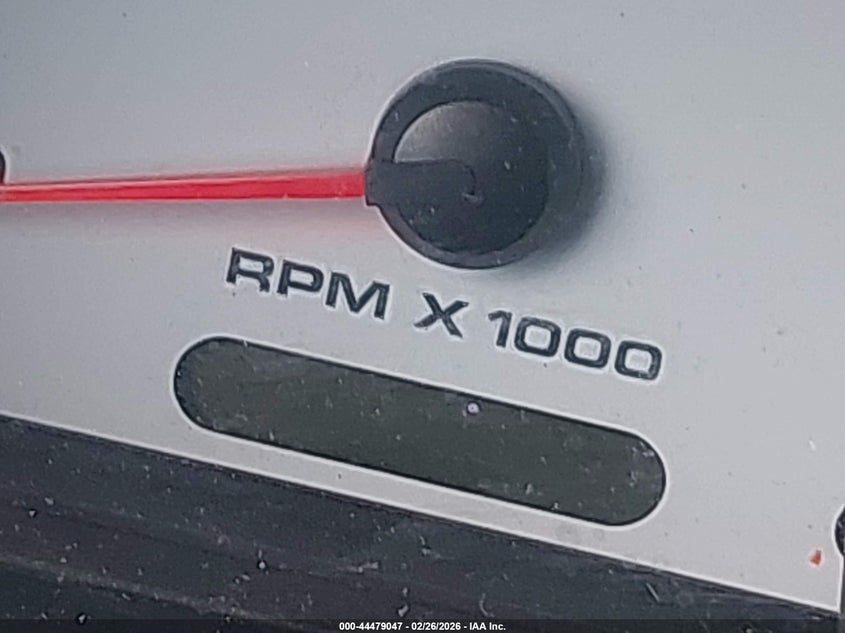 RPM X 1000
000-44479047 - 02/26/2026 - IAA Inc.